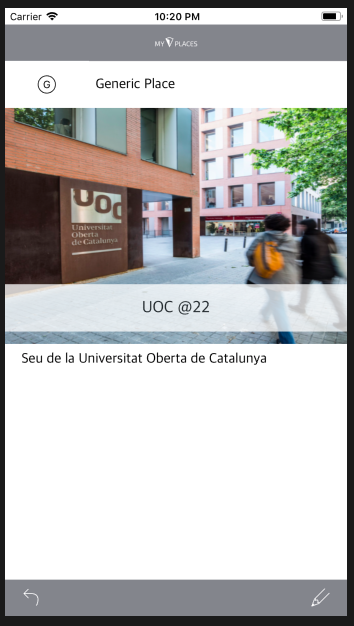 Carrier 10:20 PM
MY PLACES
G Generic Place
UOC
Universitat
Oberta
de Catalunya
UOC @22
Seu de la Universitat Oberta de Catalunya